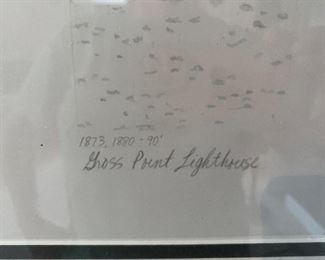 1873, 1880 - 90'
Gross Point Lighthouse